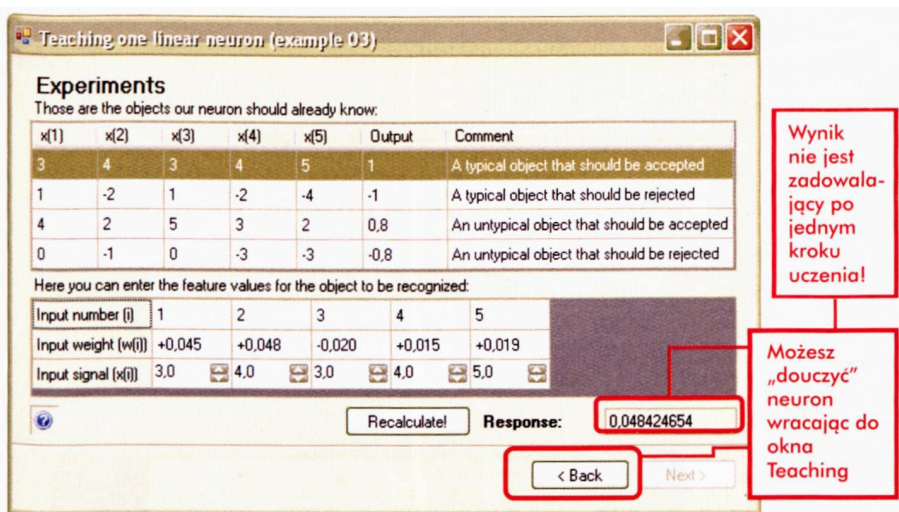 Teaching one linear neuron (example 03)
Experiments
Those are the objects our neuron should already know:
x(1) x(2) x(3) x(4) x(5) Output Comment
3 4 3 4 5 1 A typical object that should be accepted
1 -2 1 -2 -4 -1 A typical object that should be rejected
4 2 5 3 2 0,8 An untypical object that should be accepted
0 -1 0 -3 -3 -0,8 An untypical object that should be rejected
Here you can enter the feature values for the object to be recognized:
Input number (i) 1 2 3 4 5
Input weight (w(i)) +0,045 +0,048 -0,020 +0,015 +0,019
Input signal (x(i)) 3,0 4,0 3,0 4,0 5,0
? Recalculate! Response: 0,048424654
< Back Next >
Wynik
nie jest
zadowala-
jący po
jednym
kroku
uczenia!
Możesz
„douczyć”
neuron
wracając do
okna
Teaching